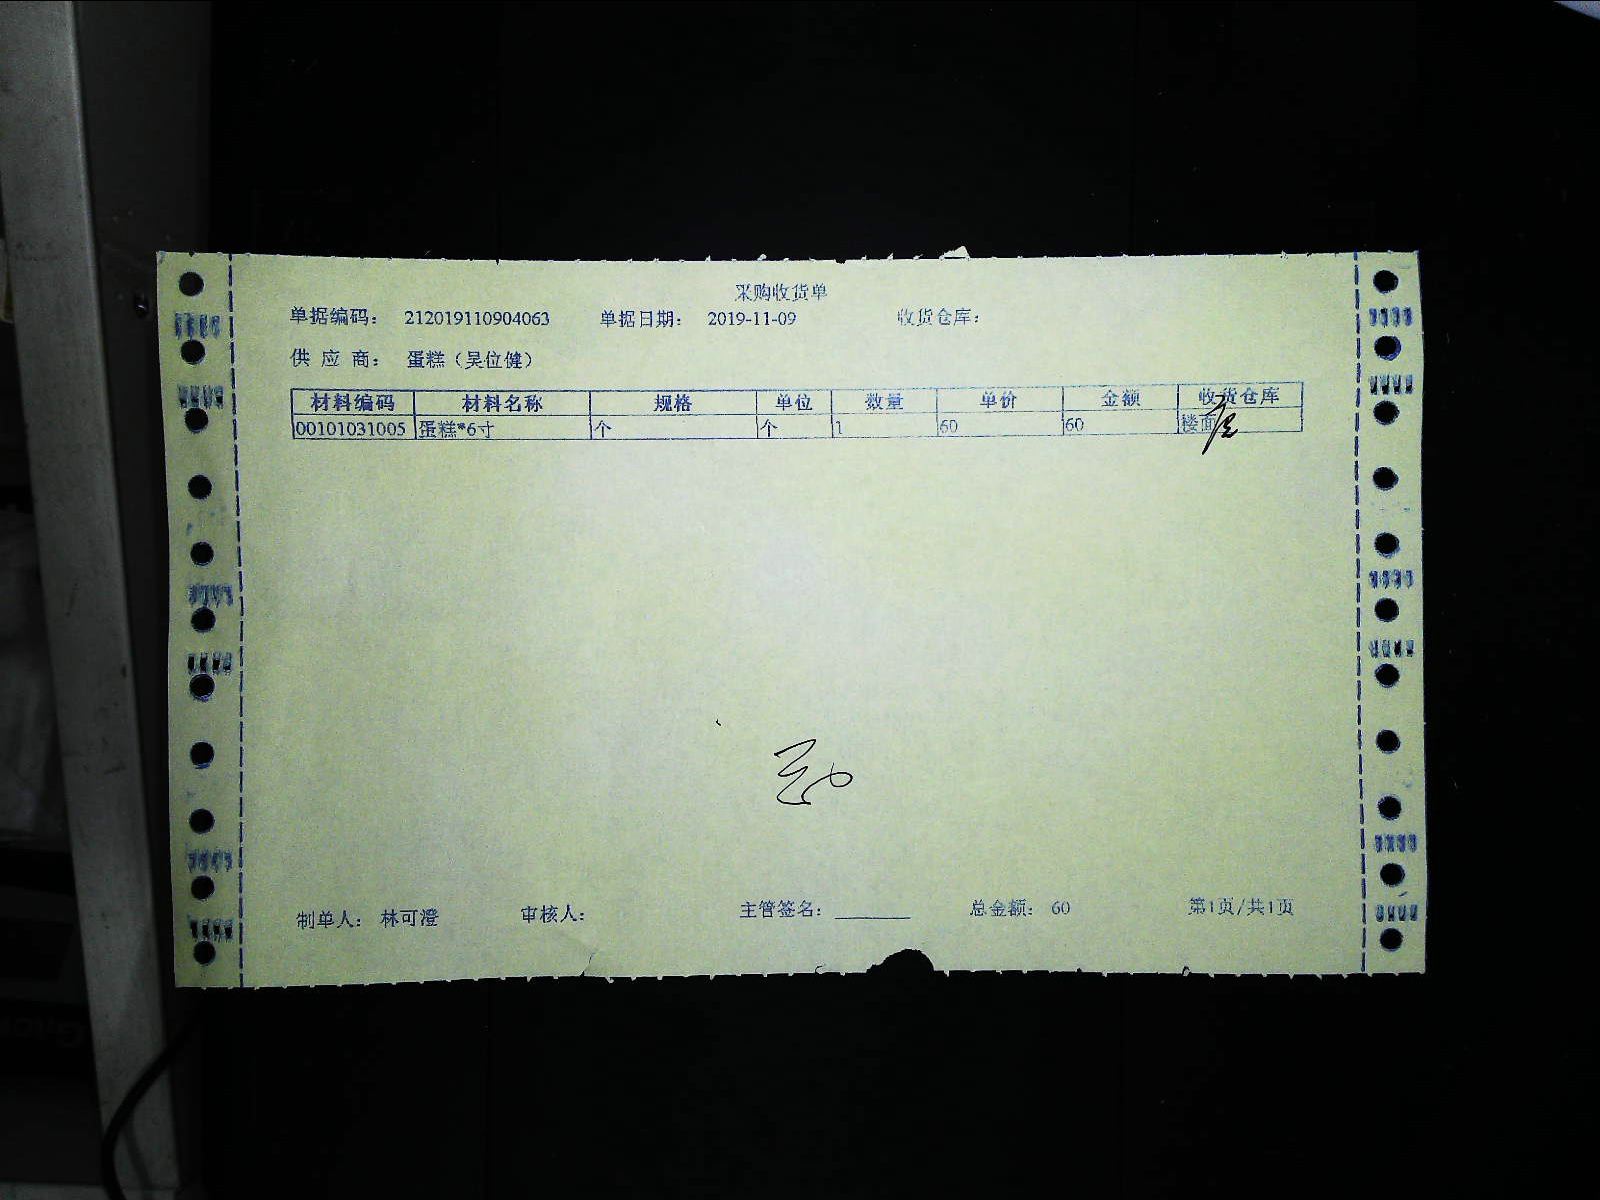 采购收货单
单据编码： 212019110904063 单据日期： 2019-11-09 收货仓库：
供 应 商： 蛋糕（吴位健）
材料编码 材料名称 规格 单位 数量 单价 金额 收货仓库
00101031005 蛋糕*6寸 个 个 1 60 60 楼面
制单人： 林可澄 审核人： 主管签名： 总金额： 60 第1页/共1页